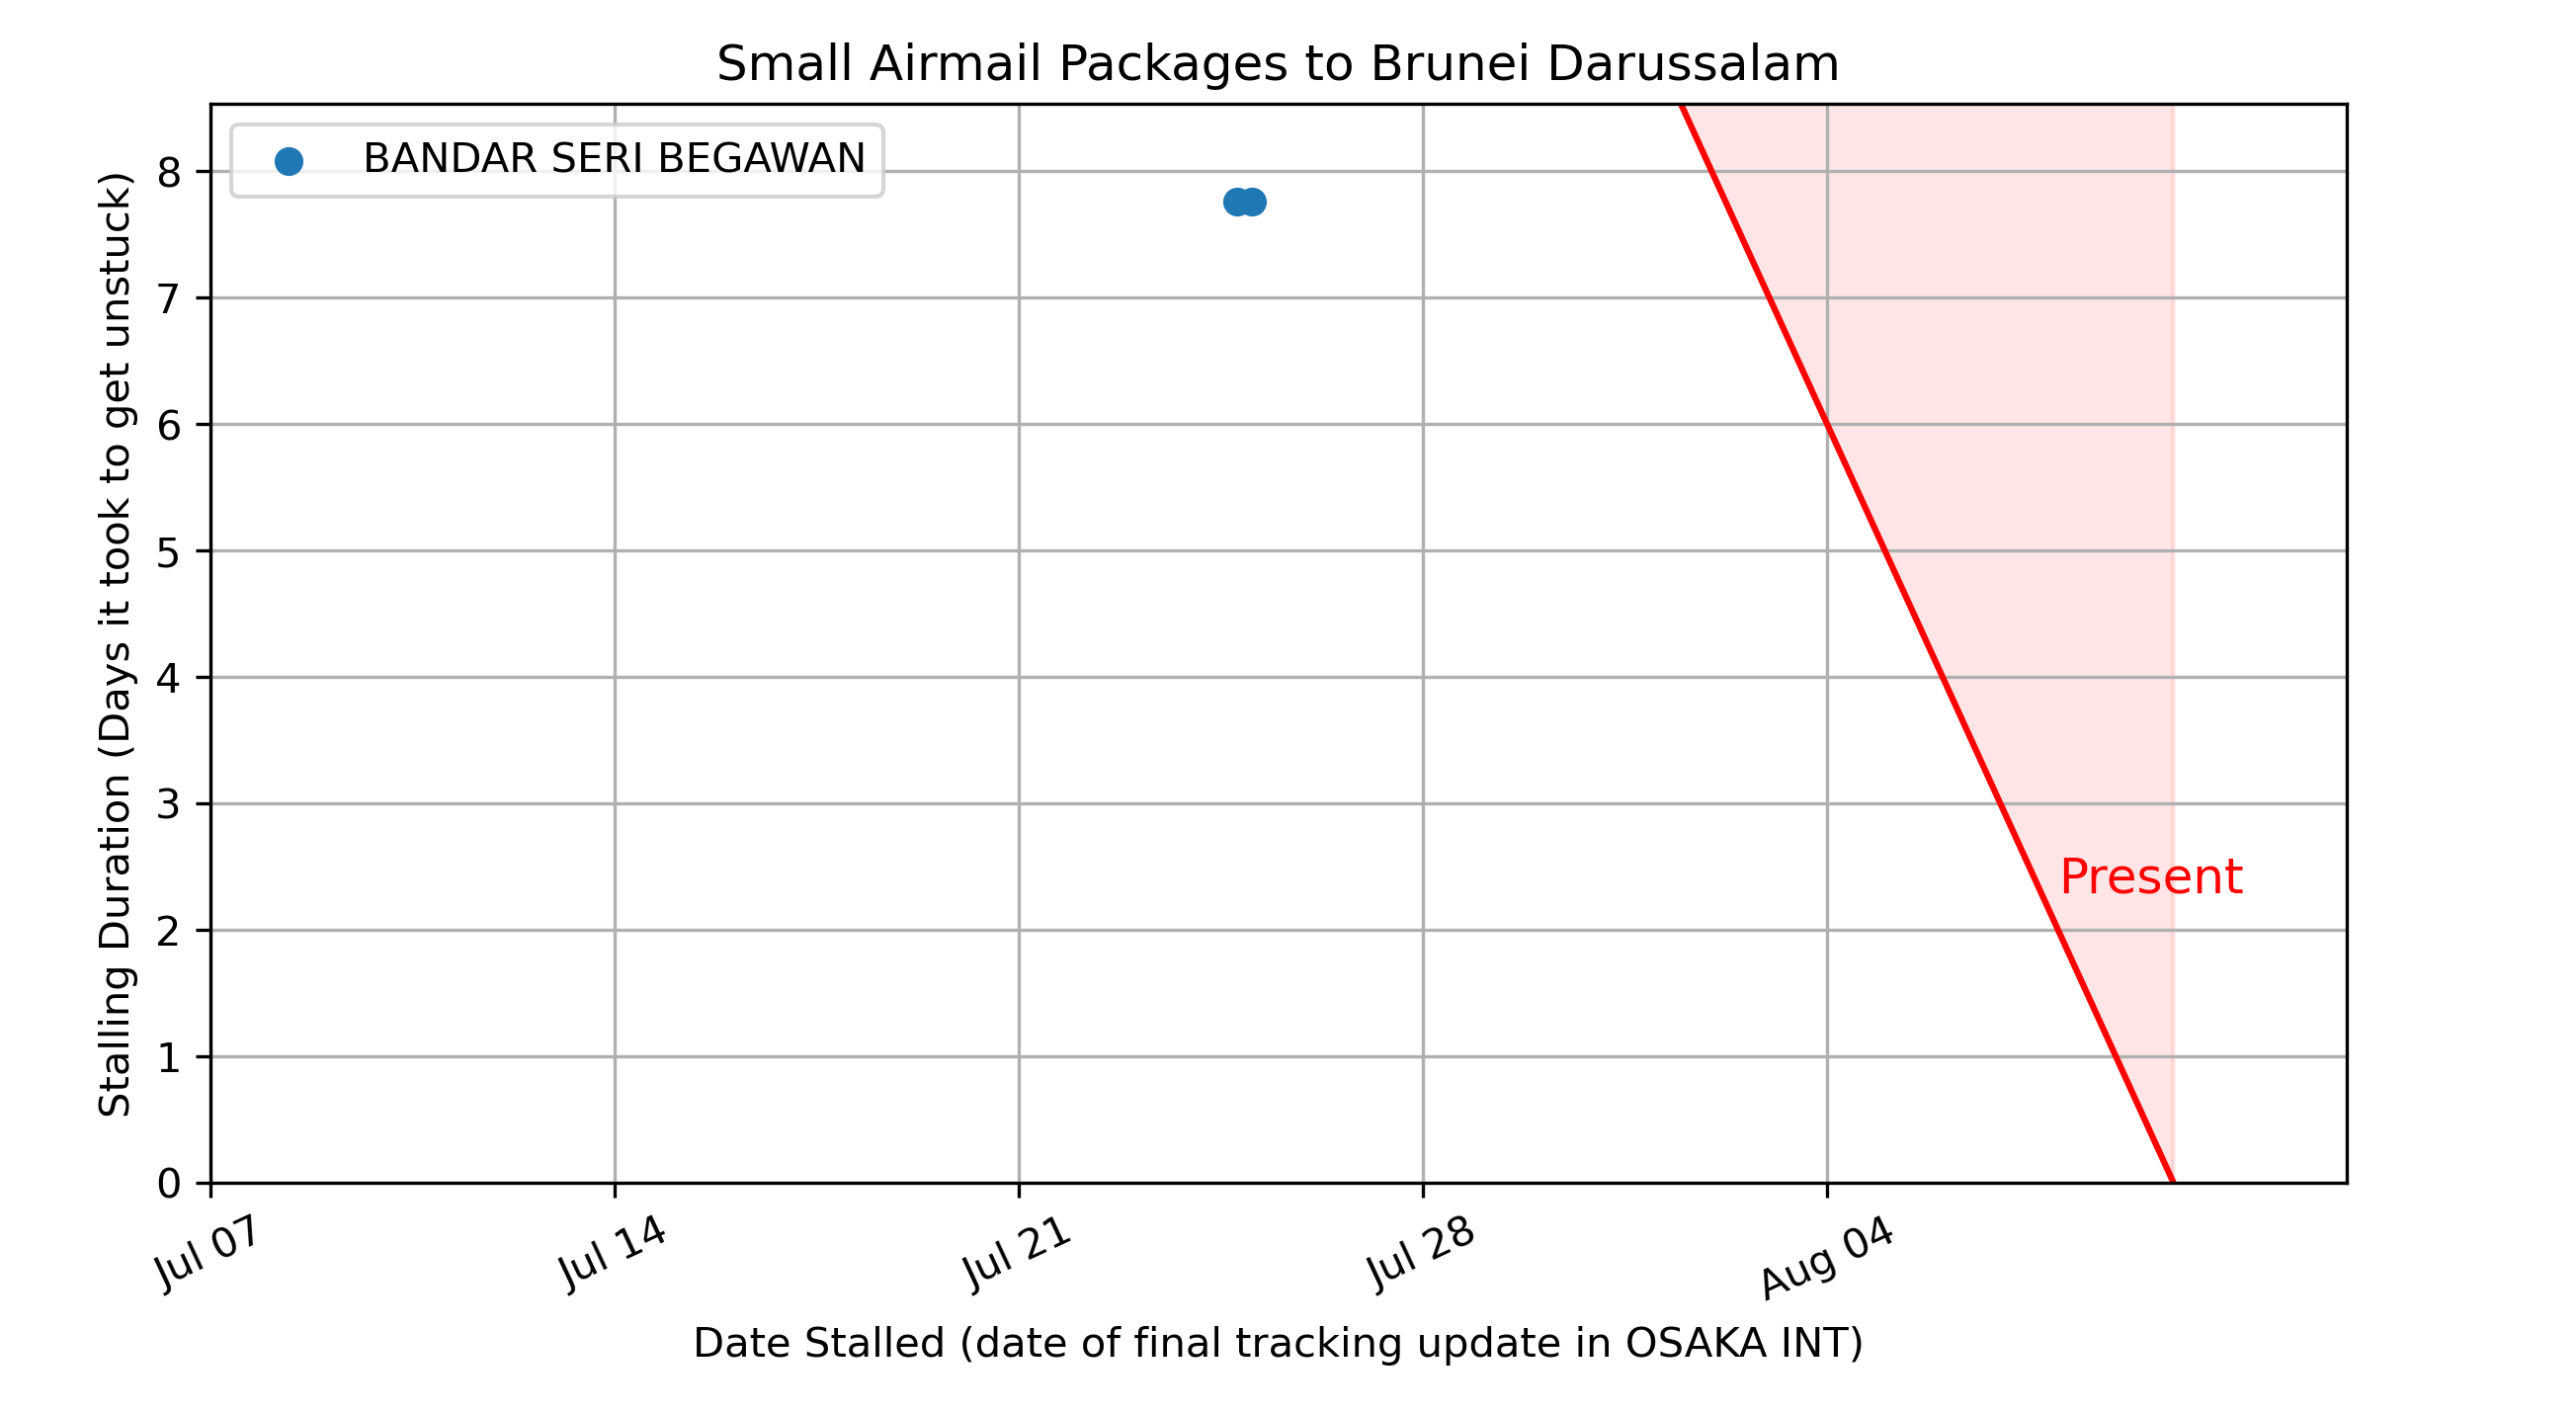 Small Airmail Packages to Brunei Darussalam
BANDAR SERI BEGAWAN
Stalling Duration (Days it took to get unstuck)
8
7
6
5
4
3
2
1
0
Present
Jul 07
Jul 14
Jul 21
Jul 28
Aug 04
Date Stalled (date of final tracking update in OSAKA INT)